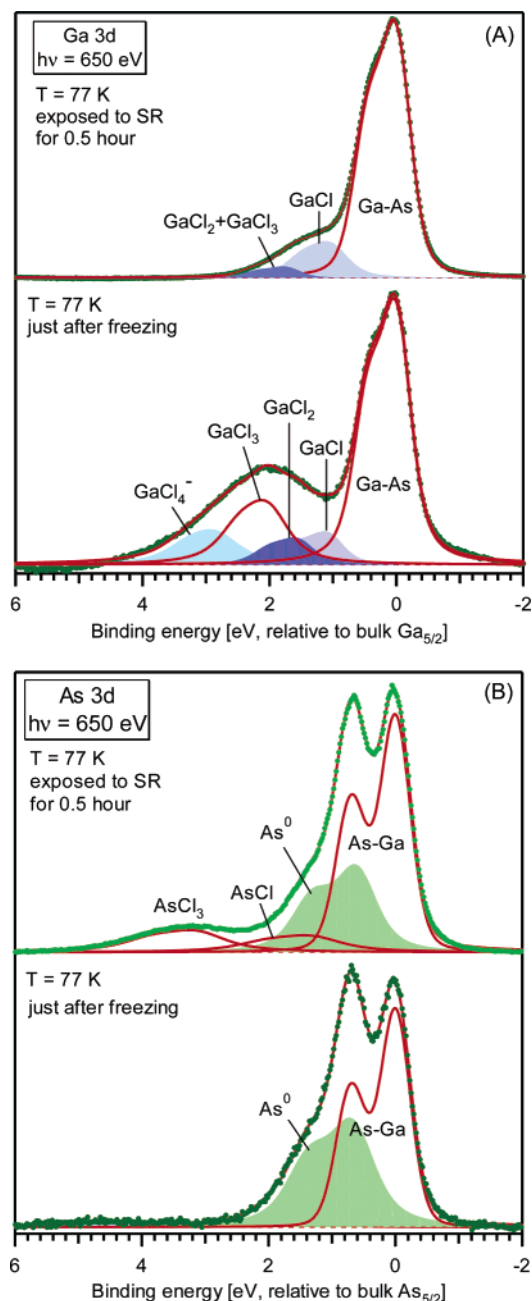 (A)
Ga 3d
hν = 650 eV
T = 77 K
exposed to SR
for 0.5 hour
GaCl₂+GaCl₃
GaCl
Ga-As
T = 77 K
just after freezing
GaCl₄⁻
GaCl₃
GaCl₂
GaCl
Ga-As
6 4 2 0 -2
Binding energy [eV, relative to bulk Ga₅/₂]
(B)
As 3d
hν = 650 eV
T = 77 K
exposed to SR
for 0.5 hour
AsCl₃
AsCl
As⁰
As-Ga
T = 77 K
just after freezing
As⁰
As-Ga
6 4 2 0 -2
Binding energy [eV, relative to bulk As₅/₂]